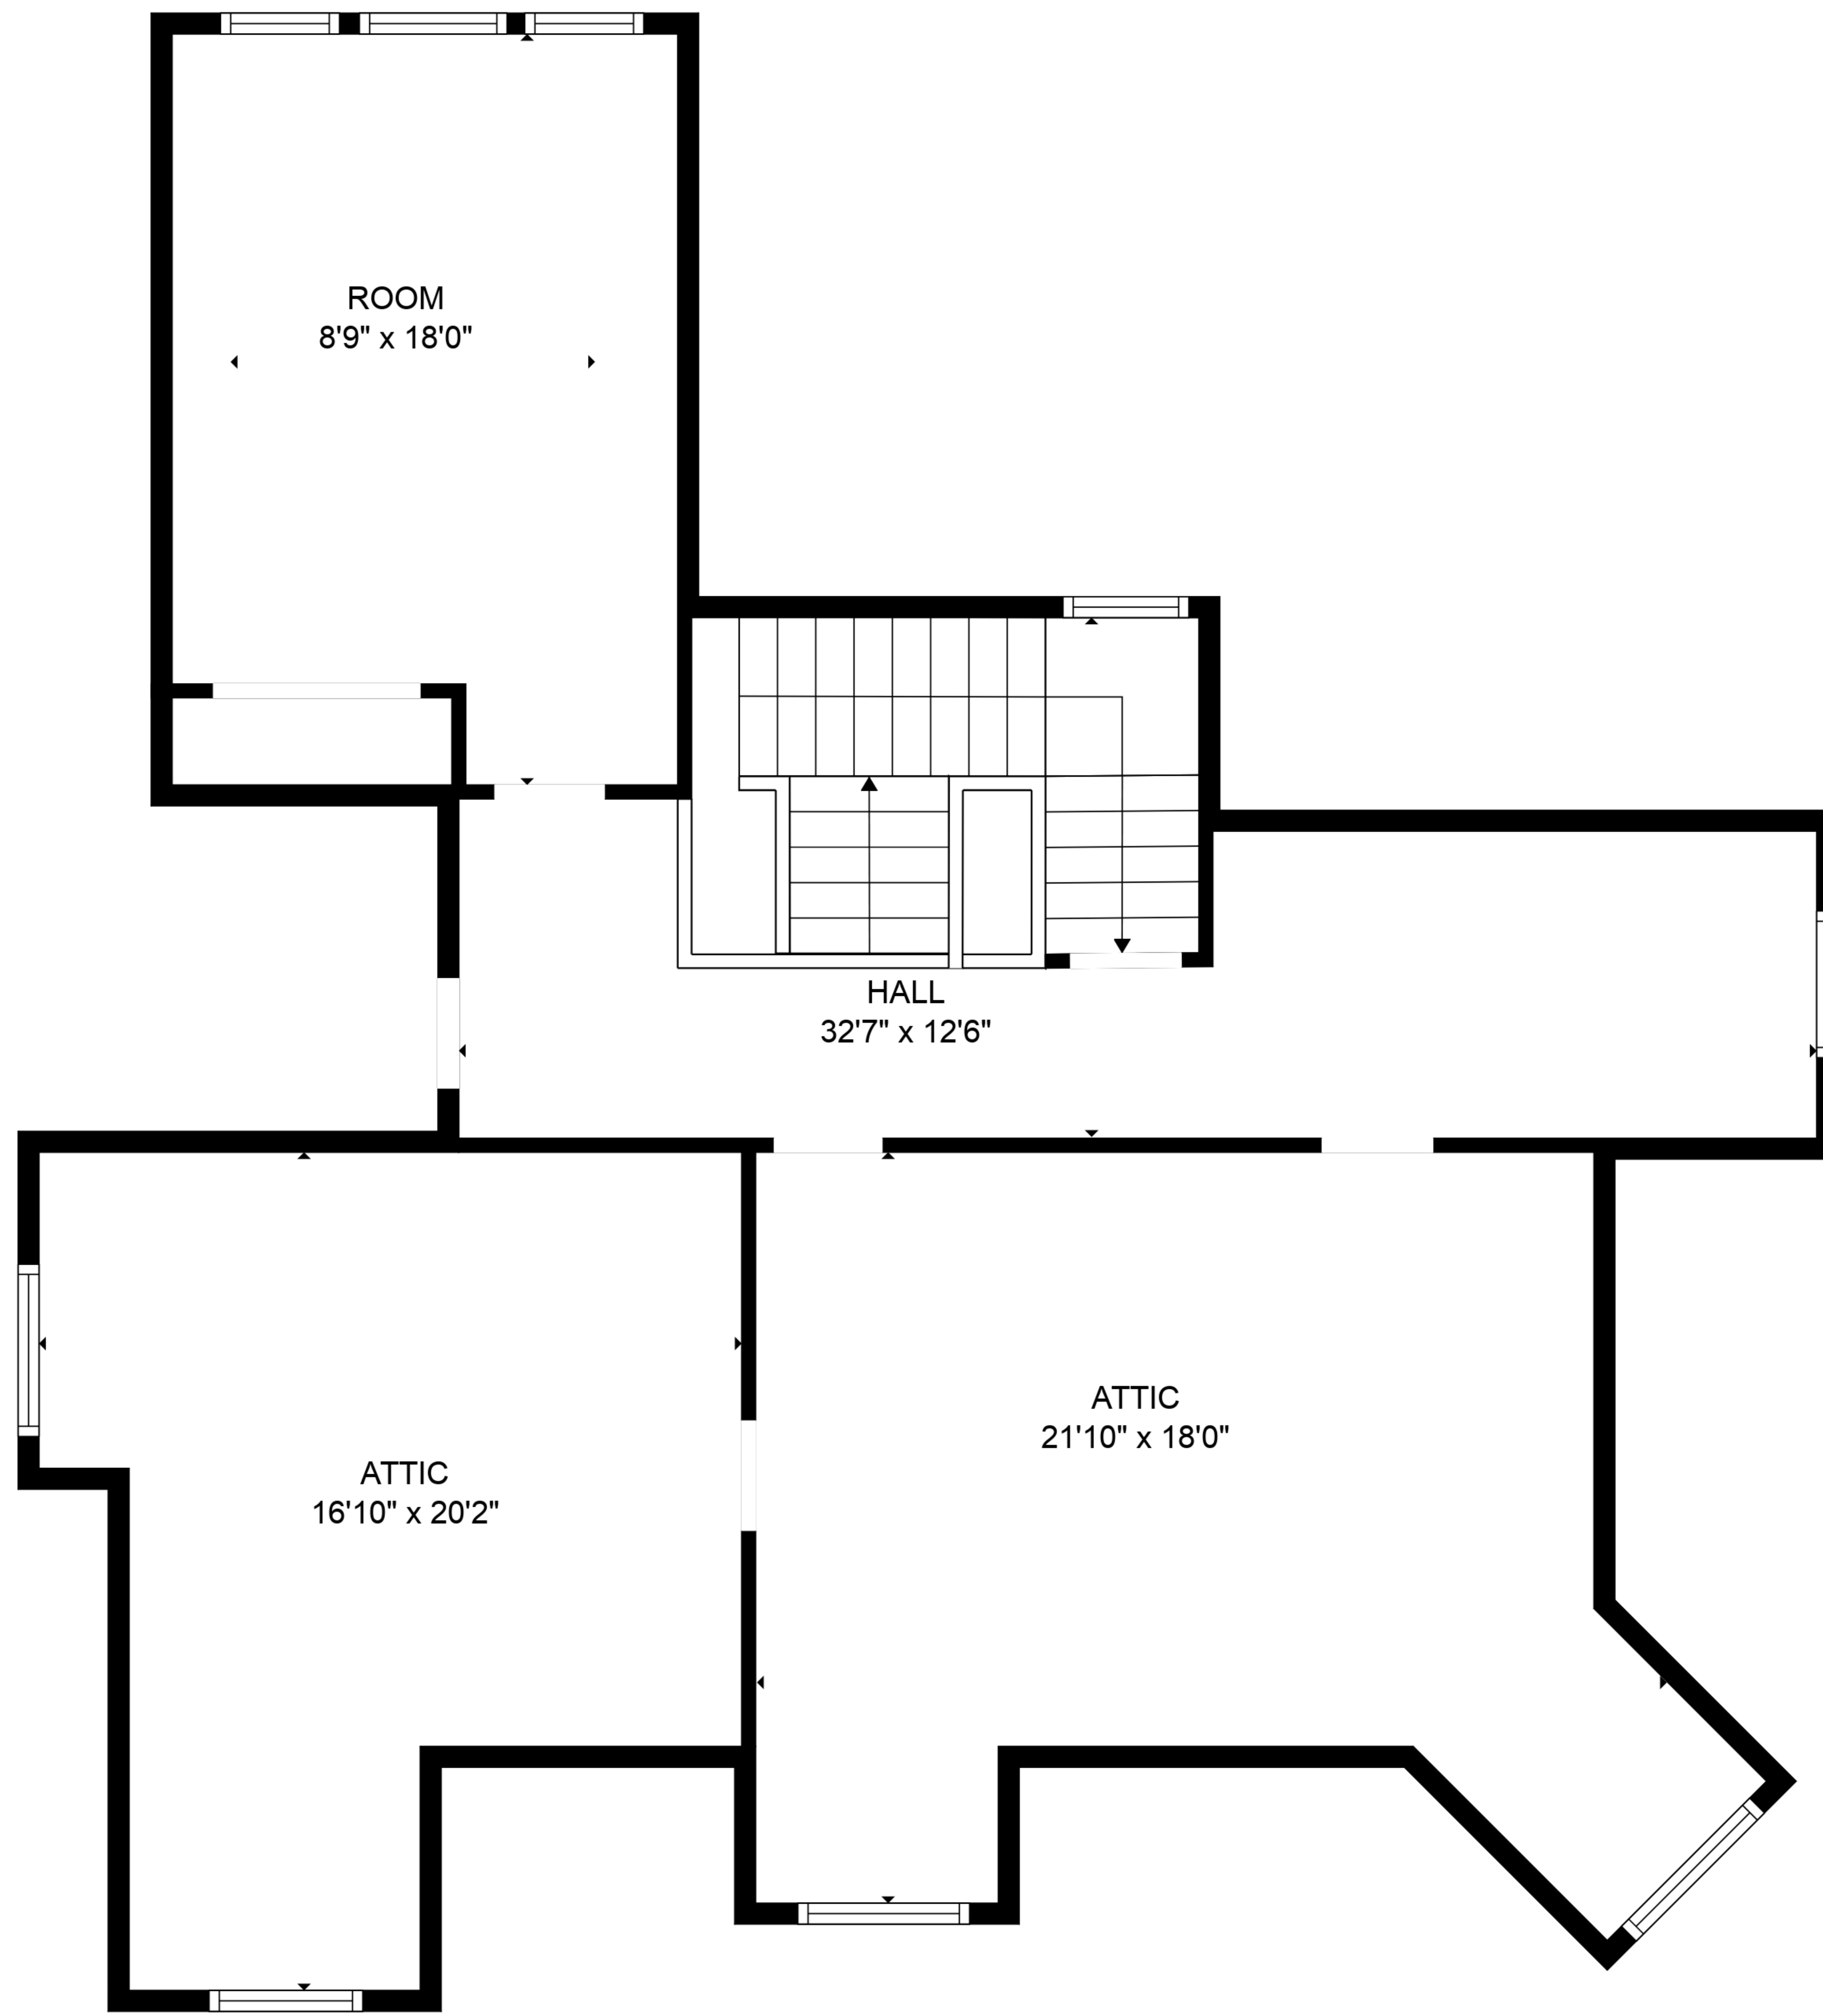 ROOM
8'9" x 18'0"
HALL
32'7" x 12'6"
ATTIC
21'10" x 18'0"
ATTIC
16'10" x 20'2"